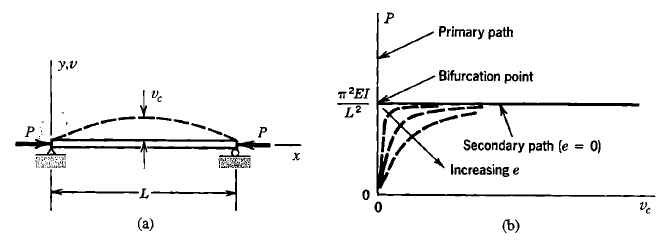 y,v
v_c
P
P
x
L
(a)
P
Primary path
Bifurcation point
π²EI
L²
Secondary path (e = 0)
Increasing e
0
0
v_c
(b)